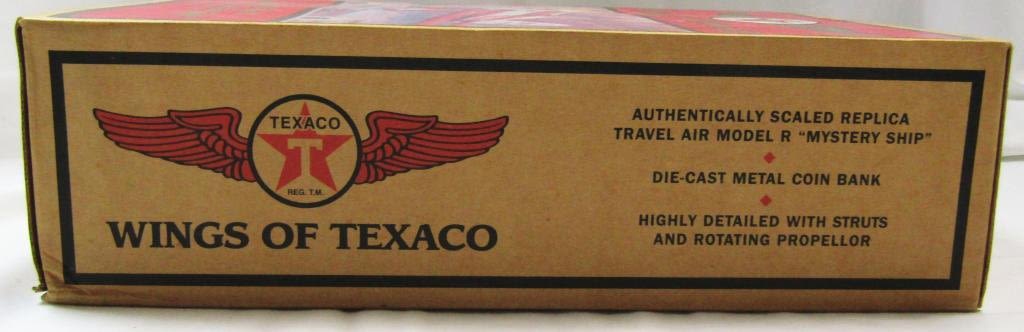 TEXACO
T
REG. T.M.
WINGS OF TEXACO
AUTHENTICALLY SCALED REPLICA
TRAVEL AIR MODEL R "MYSTERY SHIP"
DIE-CAST METAL COIN BANK
HIGHLY DETAILED WITH STRUTS
AND ROTATING PROPELLOR